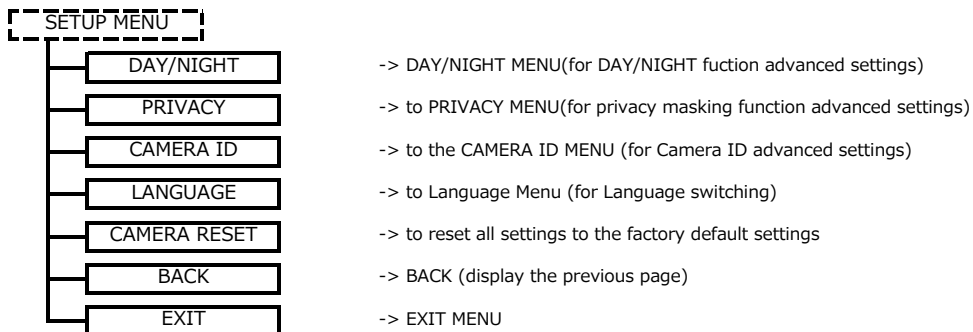 SETUP MENU
DAY/NIGHT -> DAY/NIGHT MENU(for DAY/NIGHT fuction advanced settings)
PRIVACY -> to PRIVACY MENU(for privacy masking function advanced settings)
CAMERA ID -> to the CAMERA ID MENU (for Camera ID advanced settings)
LANGUAGE -> to Language Menu (for Language switching)
CAMERA RESET -> to reset all settings to the factory default settings
BACK -> BACK (display the previous page)
EXIT -> EXIT MENU